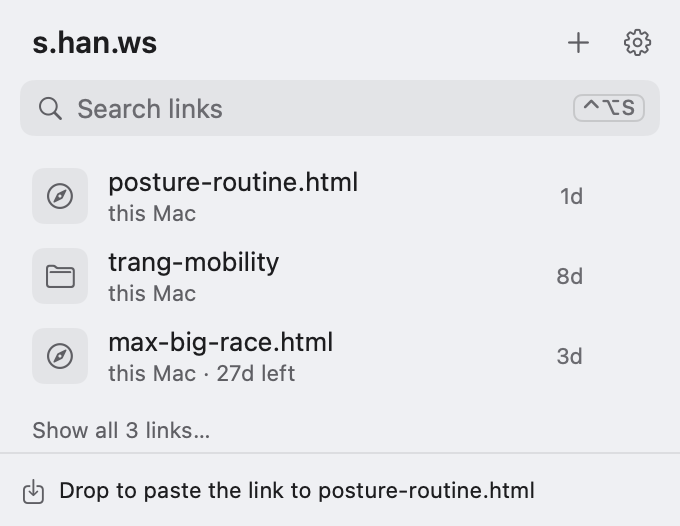 s.han.ws
Search links
^⌥S
posture-routine.html
1d
this Mac
trang-mobility
8d
this Mac
max-big-race.html
3d
this Mac · 27d left
Show all 3 links…
Drop to paste the link to posture-routine.html